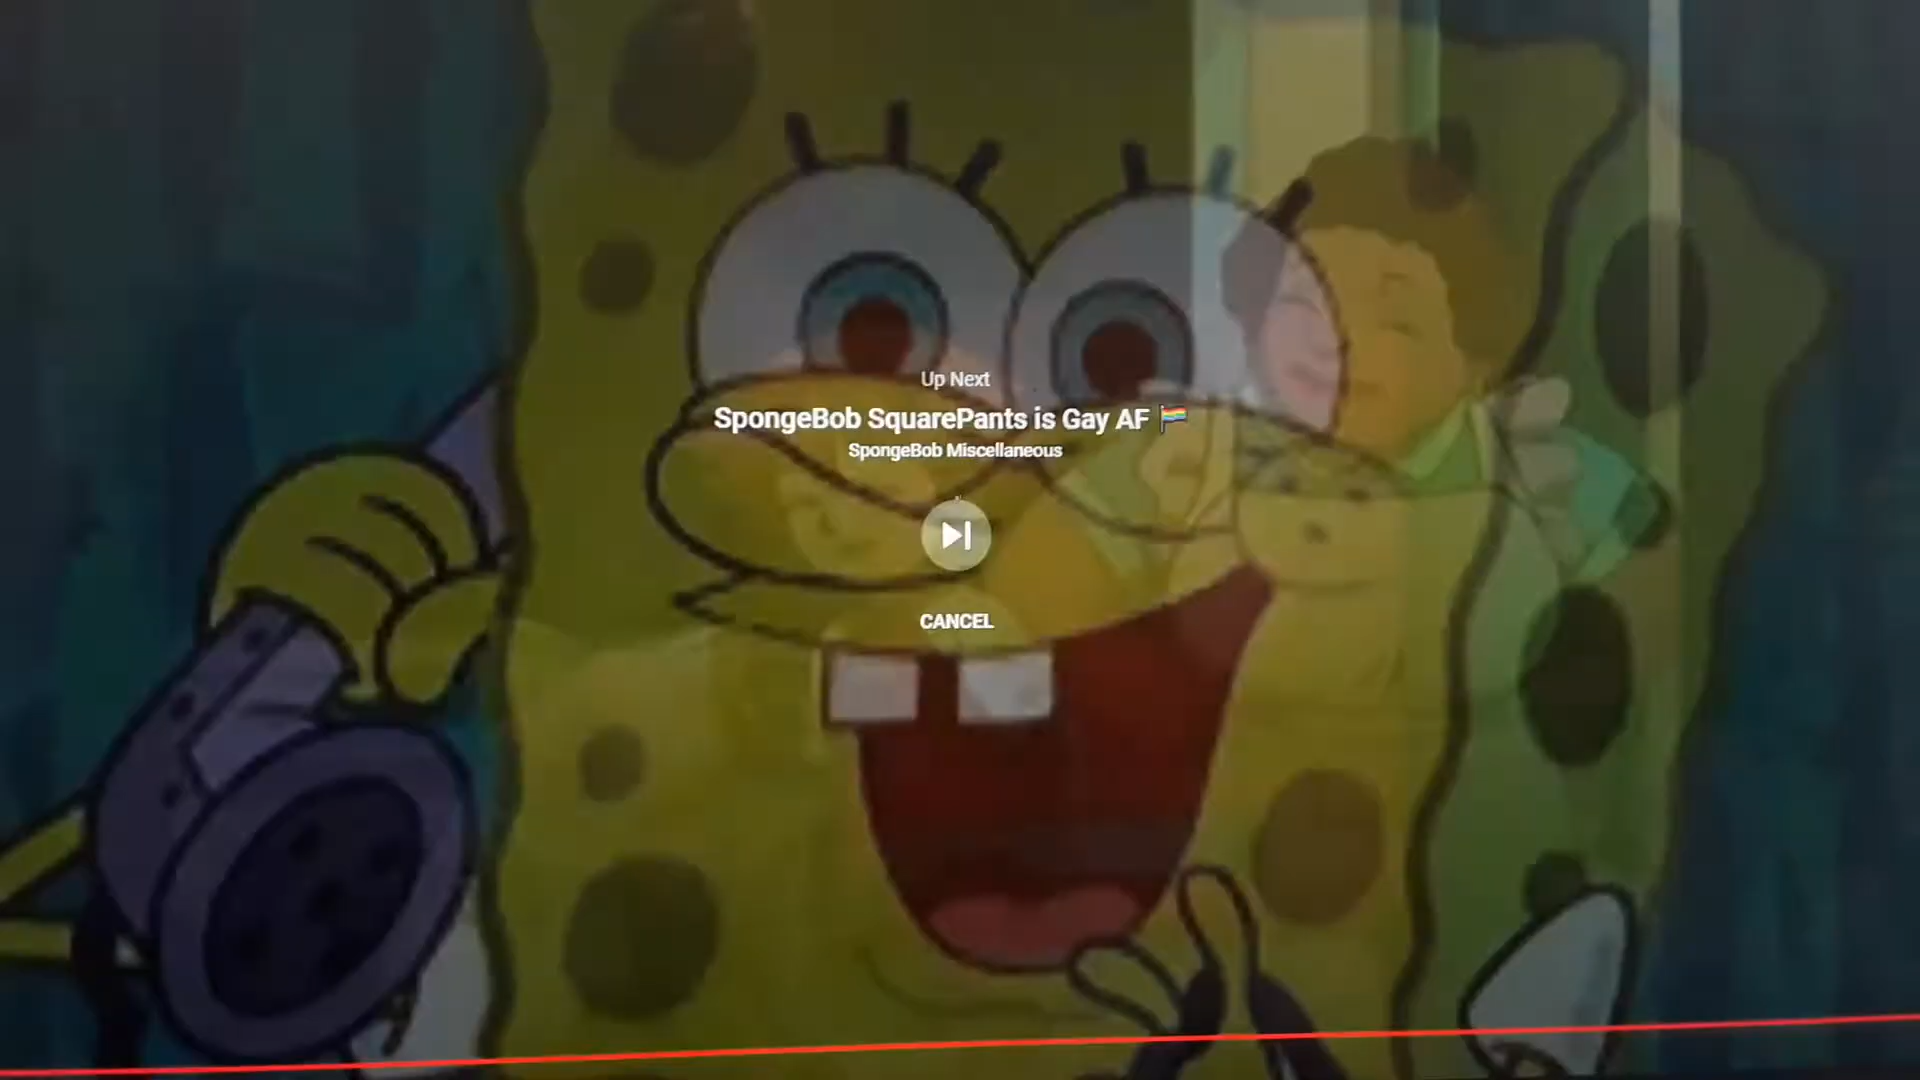 Up Next
SpongeBob SquarePants is Gay AF 🏳️‍🌈
SpongeBob Miscellaneous
CANCEL